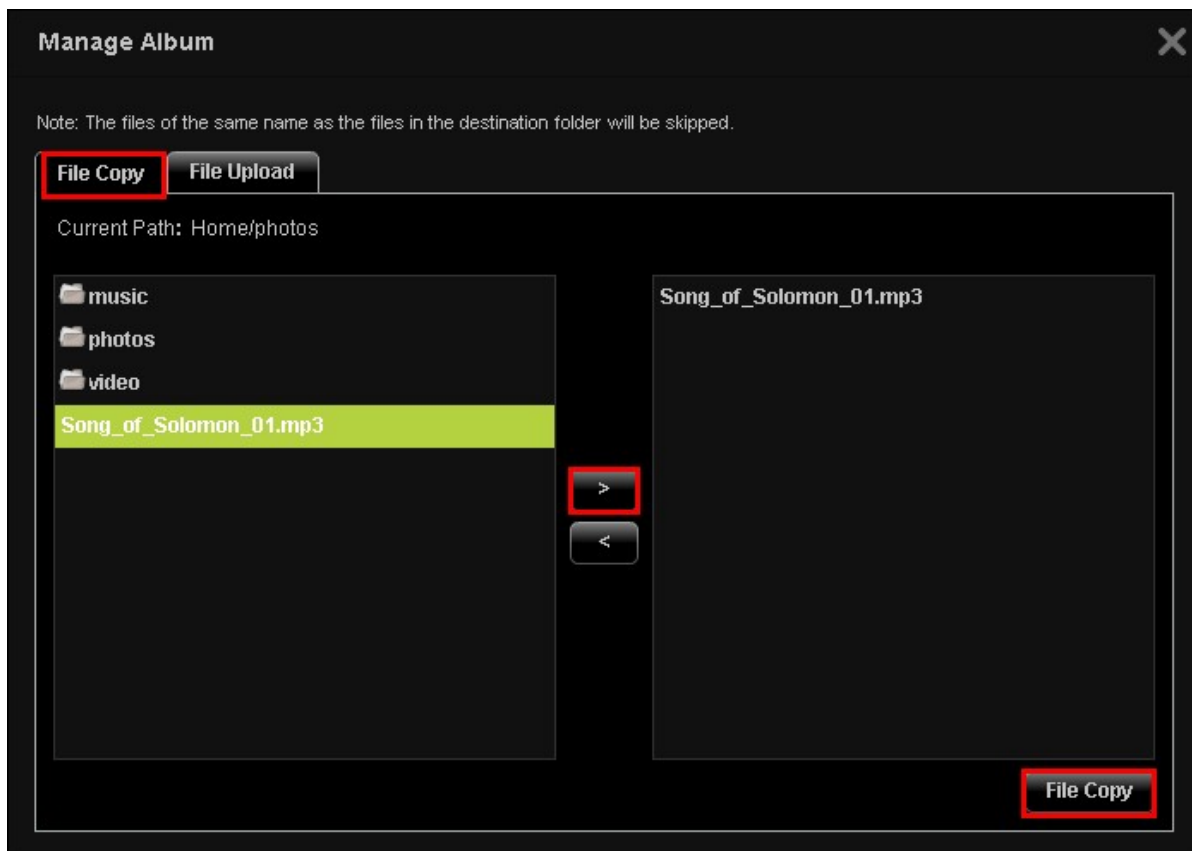 Manage Album
Note: The files of the same name as the files in the destination folder will be skipped.
File Copy
File Upload
Current Path: Home/photos
music
photos
video
Song_of_Solomon_01.mp3
>
<
Song_of_Solomon_01.mp3
File Copy